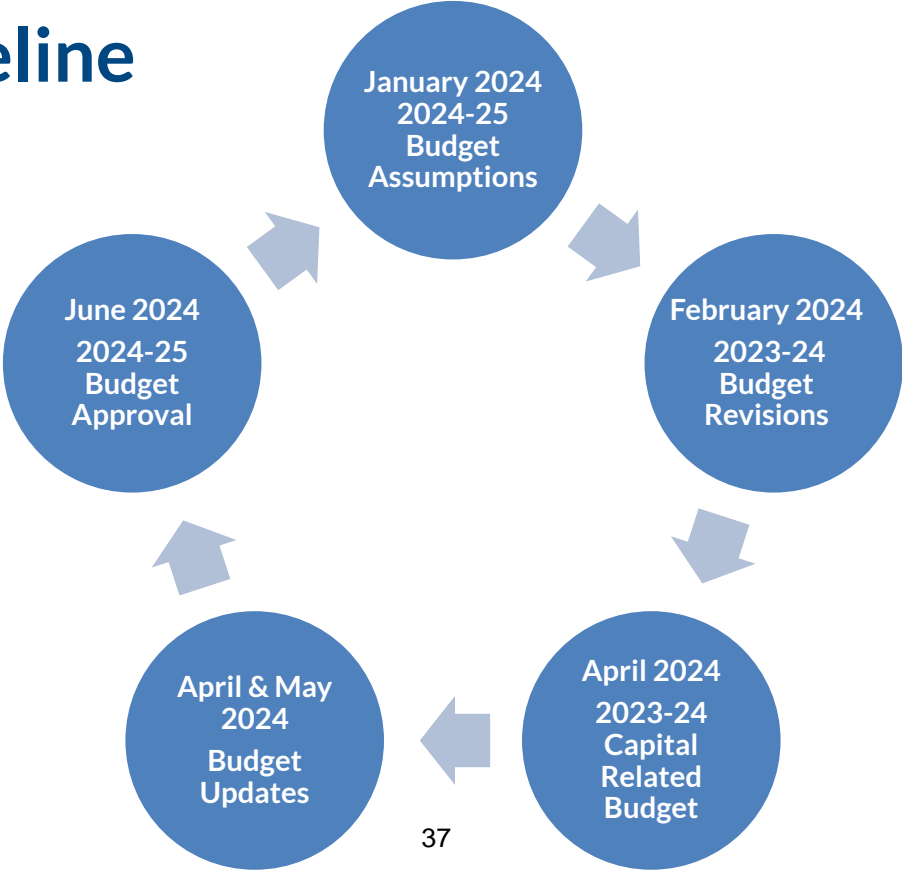 eline
January 2024
2024-25
Budget
Assumptions
February 2024
2023-24
Budget
Revisions
April 2024
2023-24
Capital
Related
Budget
April & May
2024
Budget
Updates
June 2024
2024-25
Budget
Approval
37